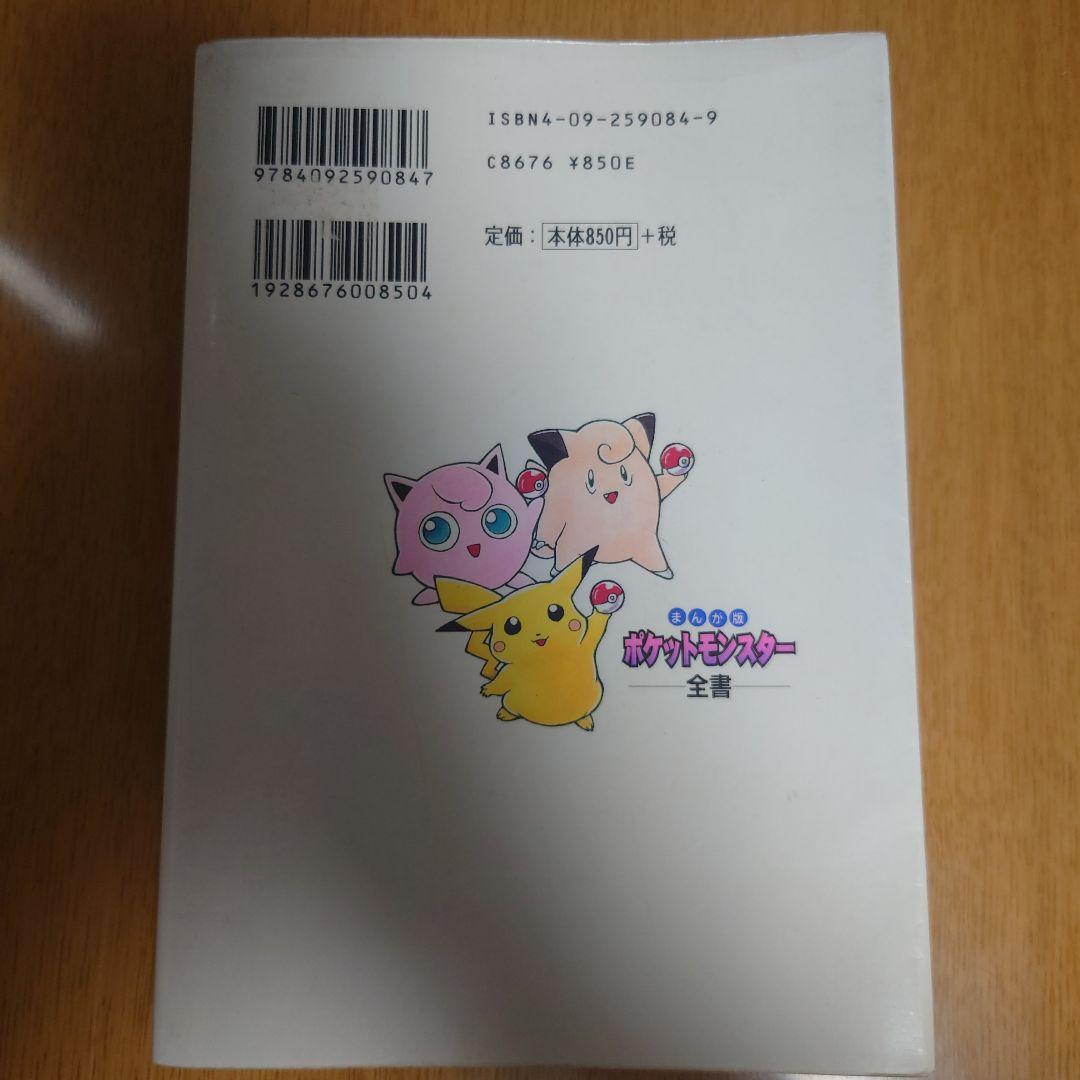 ISBN4-09-259084-9
9784092590847
C8676 ¥850E
定価：本体850円＋税
1928676008504
まんが版
ポケットモンスター
全書